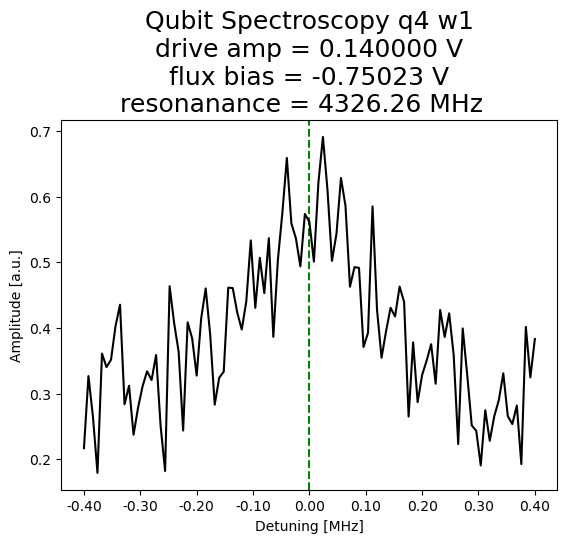 Qubit Spectroscopy q4 w1
drive amp = 0.140000 V
flux bias = -0.75023 V
resonanance = 4326.26 MHz
0.7
0.6
0.5
0.4
0.3
0.2
Amplitude [a.u.]
-0.40 -0.30 -0.20 -0.10 0.00 0.10 0.20 0.30 0.40
Detuning [MHz]